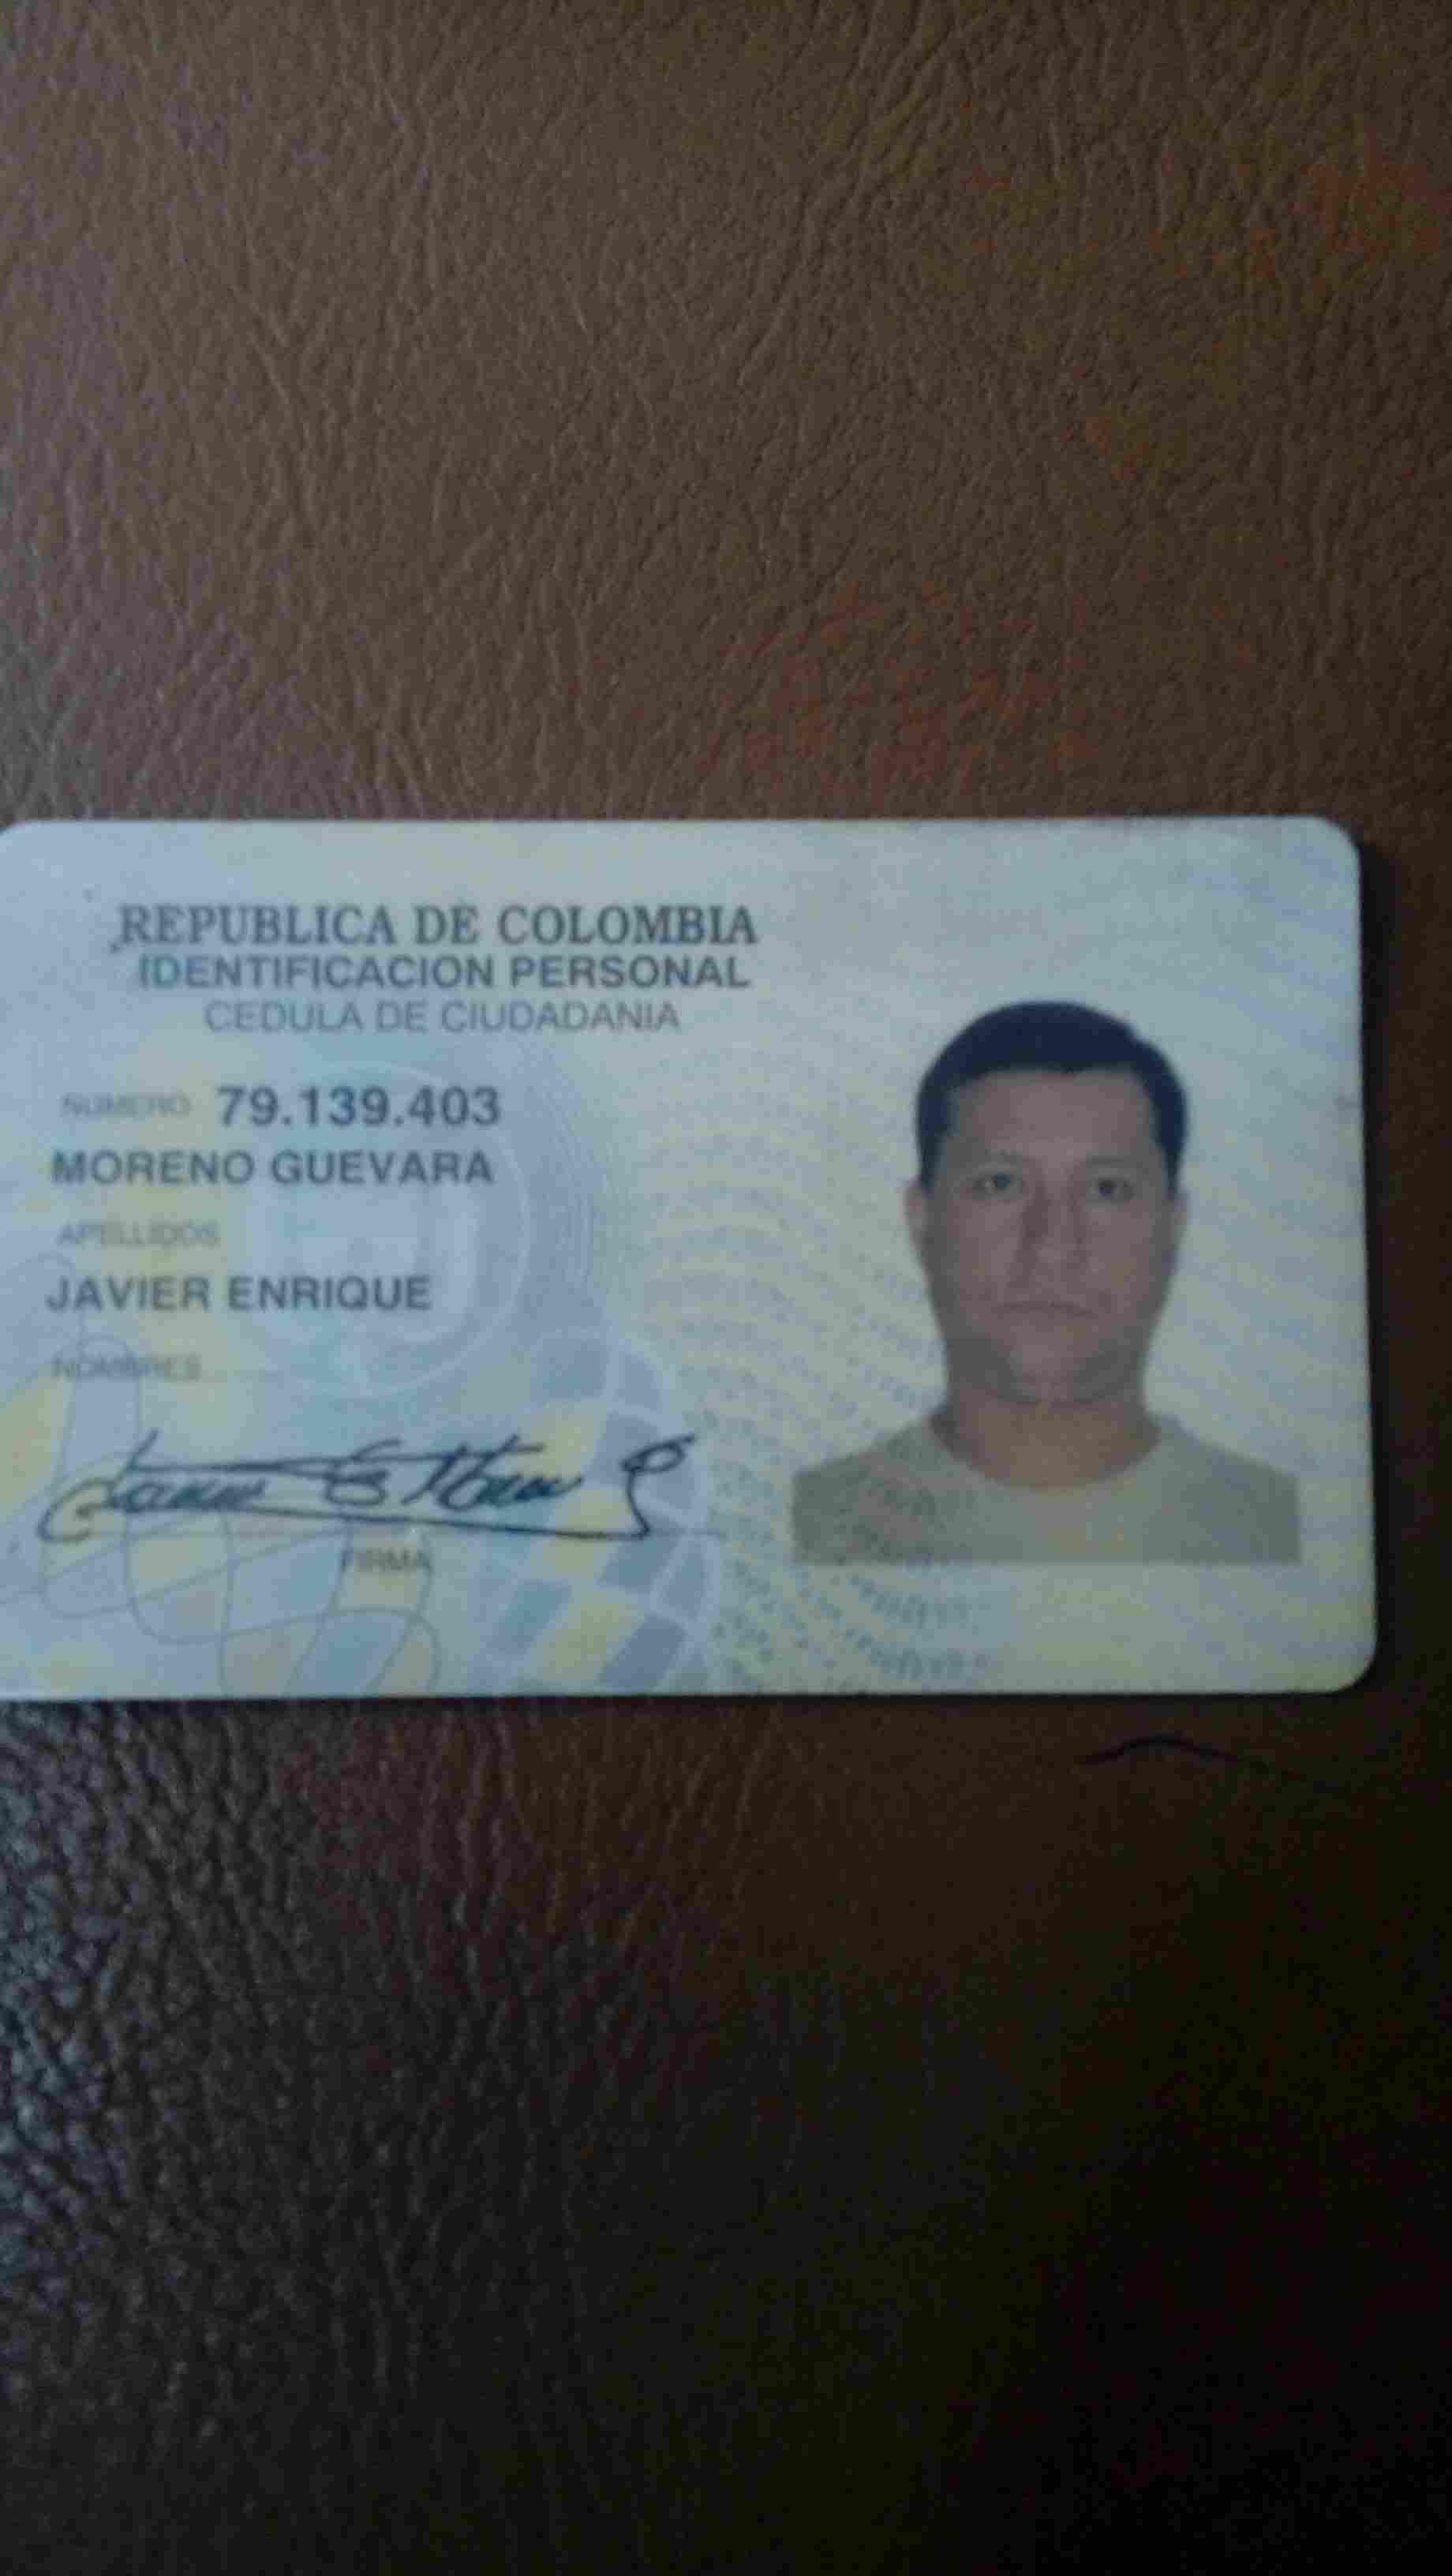 REPUBLICA DE COLOMBIA
IDENTIFICACION PERSONAL
CEDULA DE CIUDADANIA
NUMERO 79.139.403
MORENO GUEVARA
APELLIDOS
JAVIER ENRIQUE
NOMBRES
FIRMA